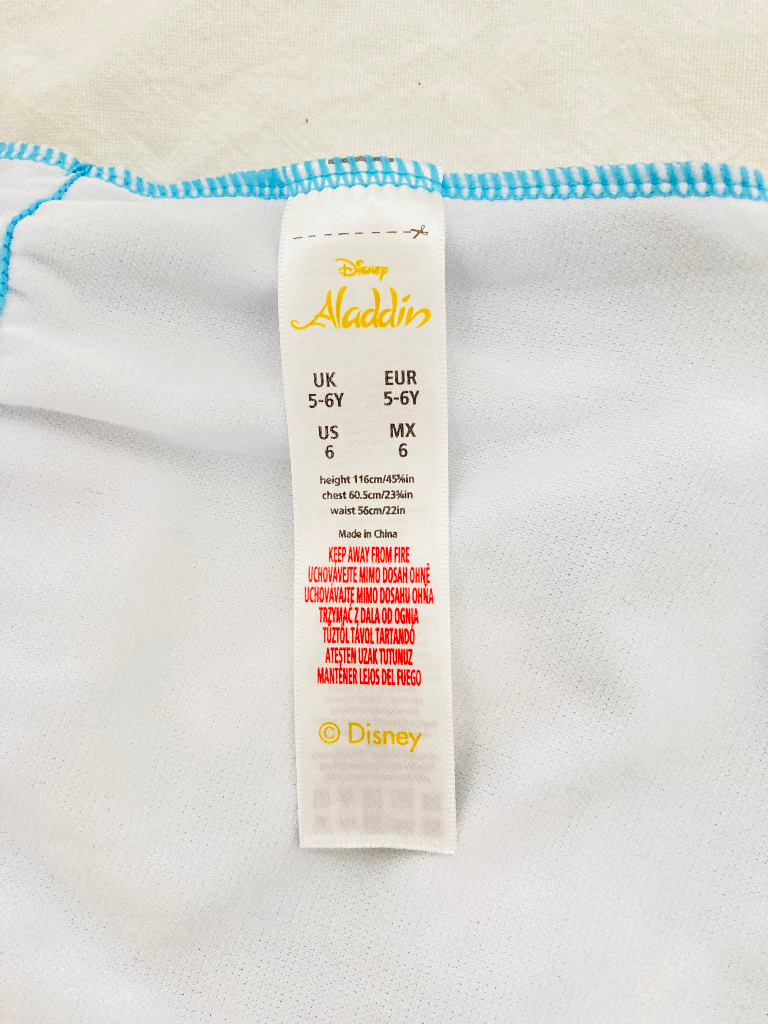 Disney
Aladdin
UK EUR
5-6Y 5-6Y
US MX
6 6
height 116cm/45⅝in
chest 60.5cm/23¾in
waist 56cm/22in
Made in China
KEEP AWAY FROM FIRE
UCHOVÁVEJTE MIMO DOSAH OHNĚ
UCHOVÁVAJTE MIMO DOSAHU OHŇA
TRZYMAĆ Z DALA OD OGNIA
TŰZTŐL TÁVOL TARTANDÓ
ATEŞTEN UZAK TUTUNUZ
MANTENER LEJOS DEL FUEGO
© Disney